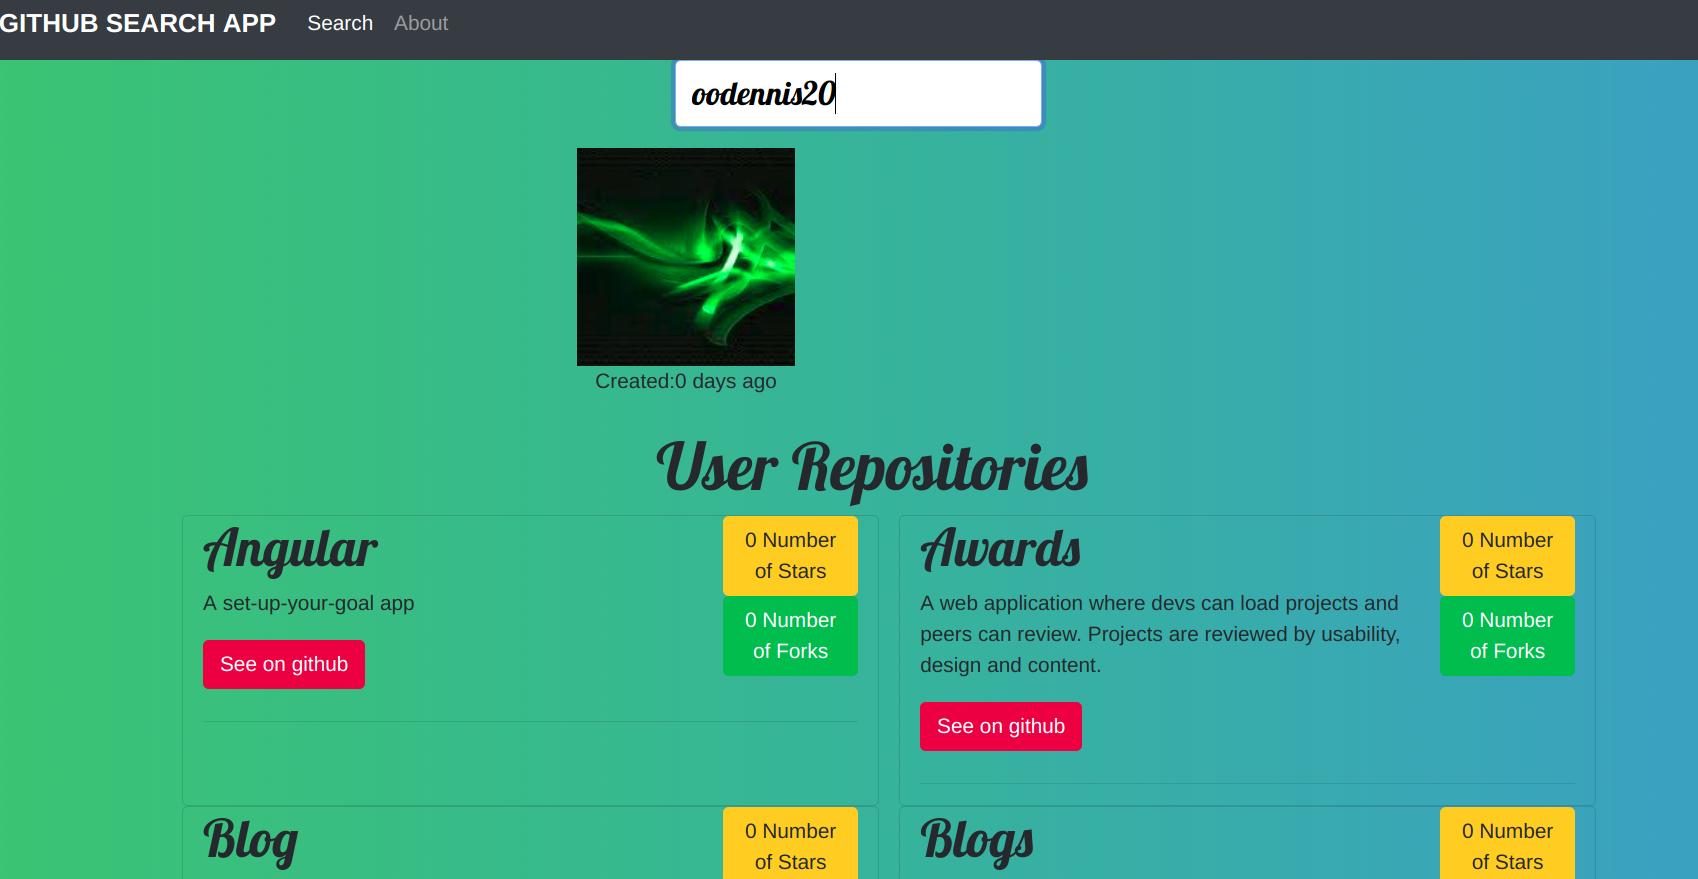 GITHUB SEARCH APP Search About
oodennis20
Created:0 days ago
User Repositories
Angular
A set-up-your-goal app
See on github
0 Number
of Stars
0 Number
of Forks
Awards
A web application where devs can load projects and
peers can review. Projects are reviewed by usability,
design and content.
See on github
0 Number
of Stars
0 Number
of Forks
Blog
0 Number
of Stars
Blogs
0 Number
of Stars